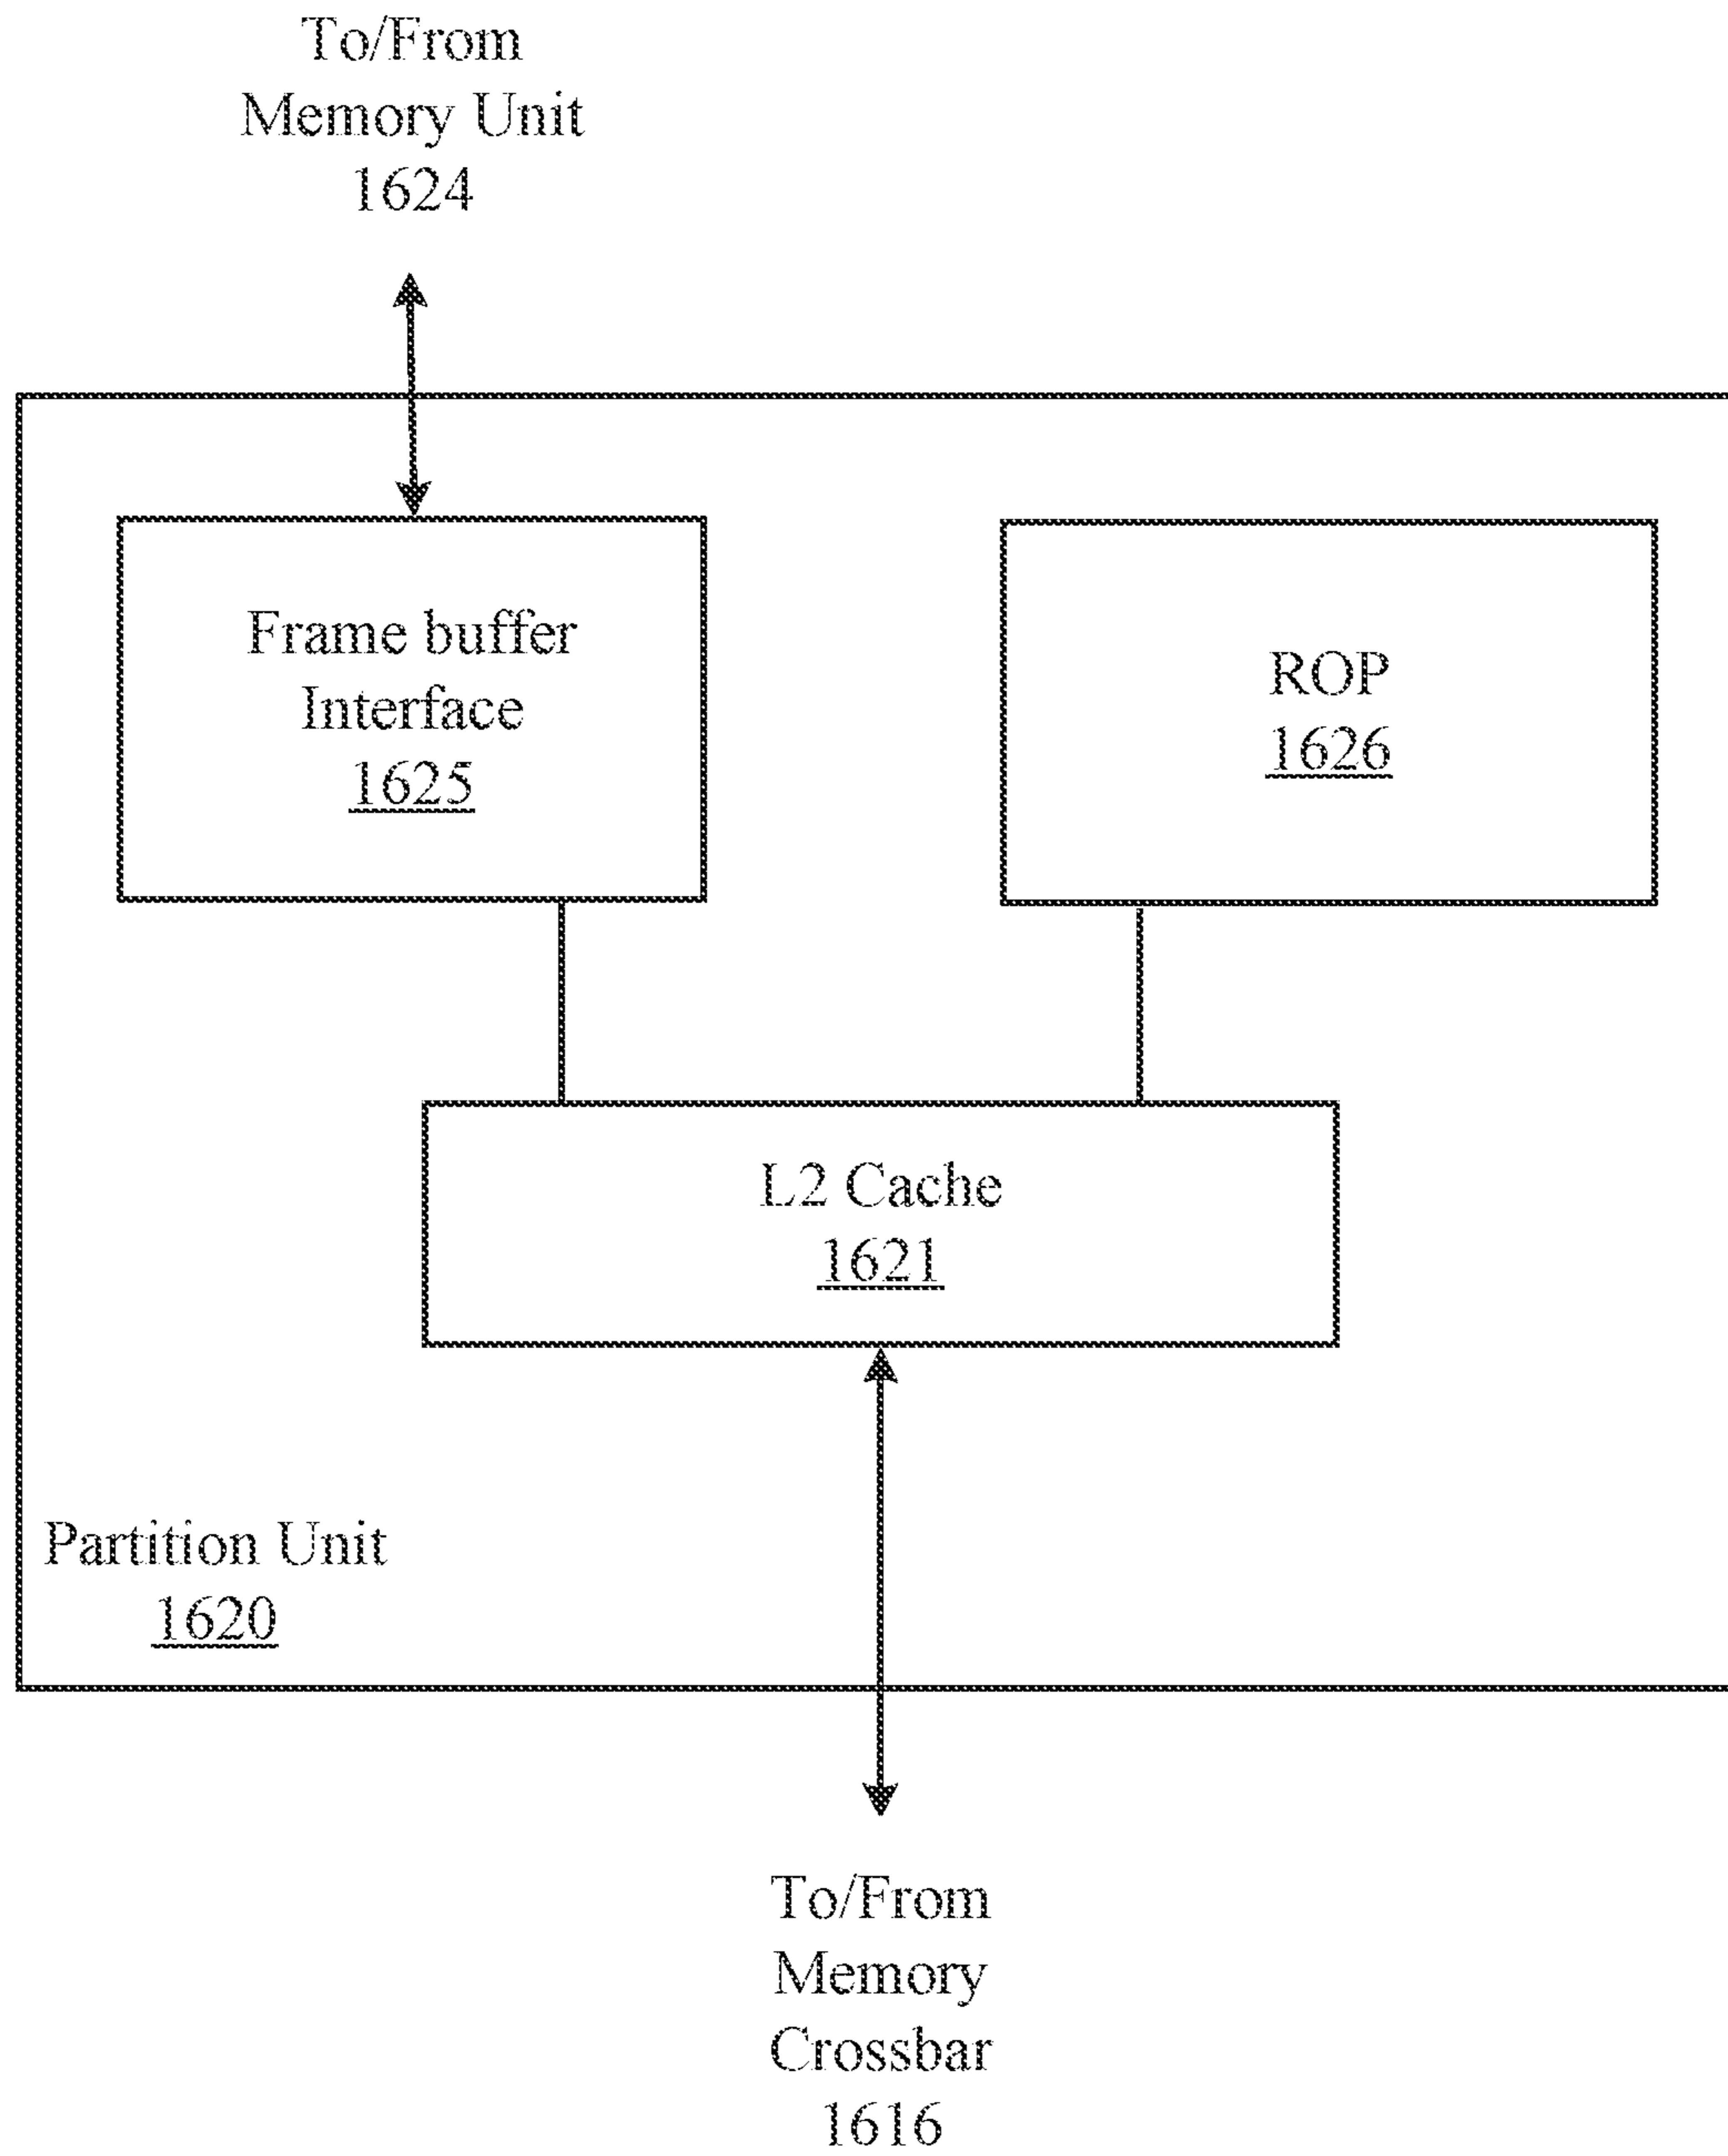 To/From
Memory Unit
1624
Frame buffer
Interface
1625
ROP
1626
L2 Cache
1621
Partition Unit
1620
To/From
Memory
Crossbar
1616